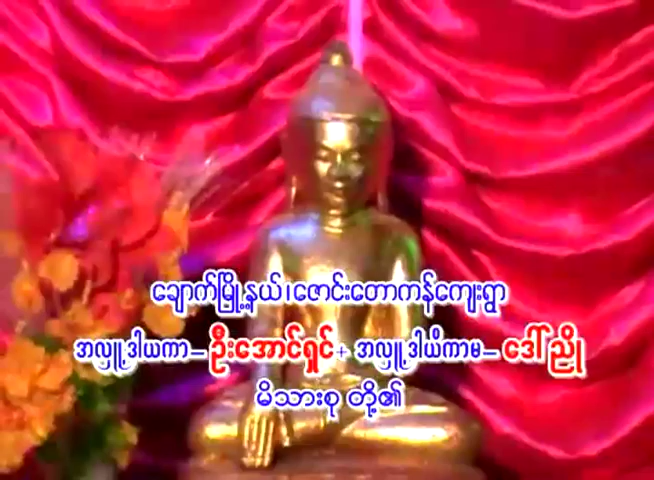 ချောက်မြို့နယ်၊ဇောင်းတောကန်ကျေးရွာ
အလှူ့ဒါယကာ-ဦးအောင်ရှင်+ အလှူ့ဒါယိကာမ-ဒေါ်ညို
မိသားစု တို့၏